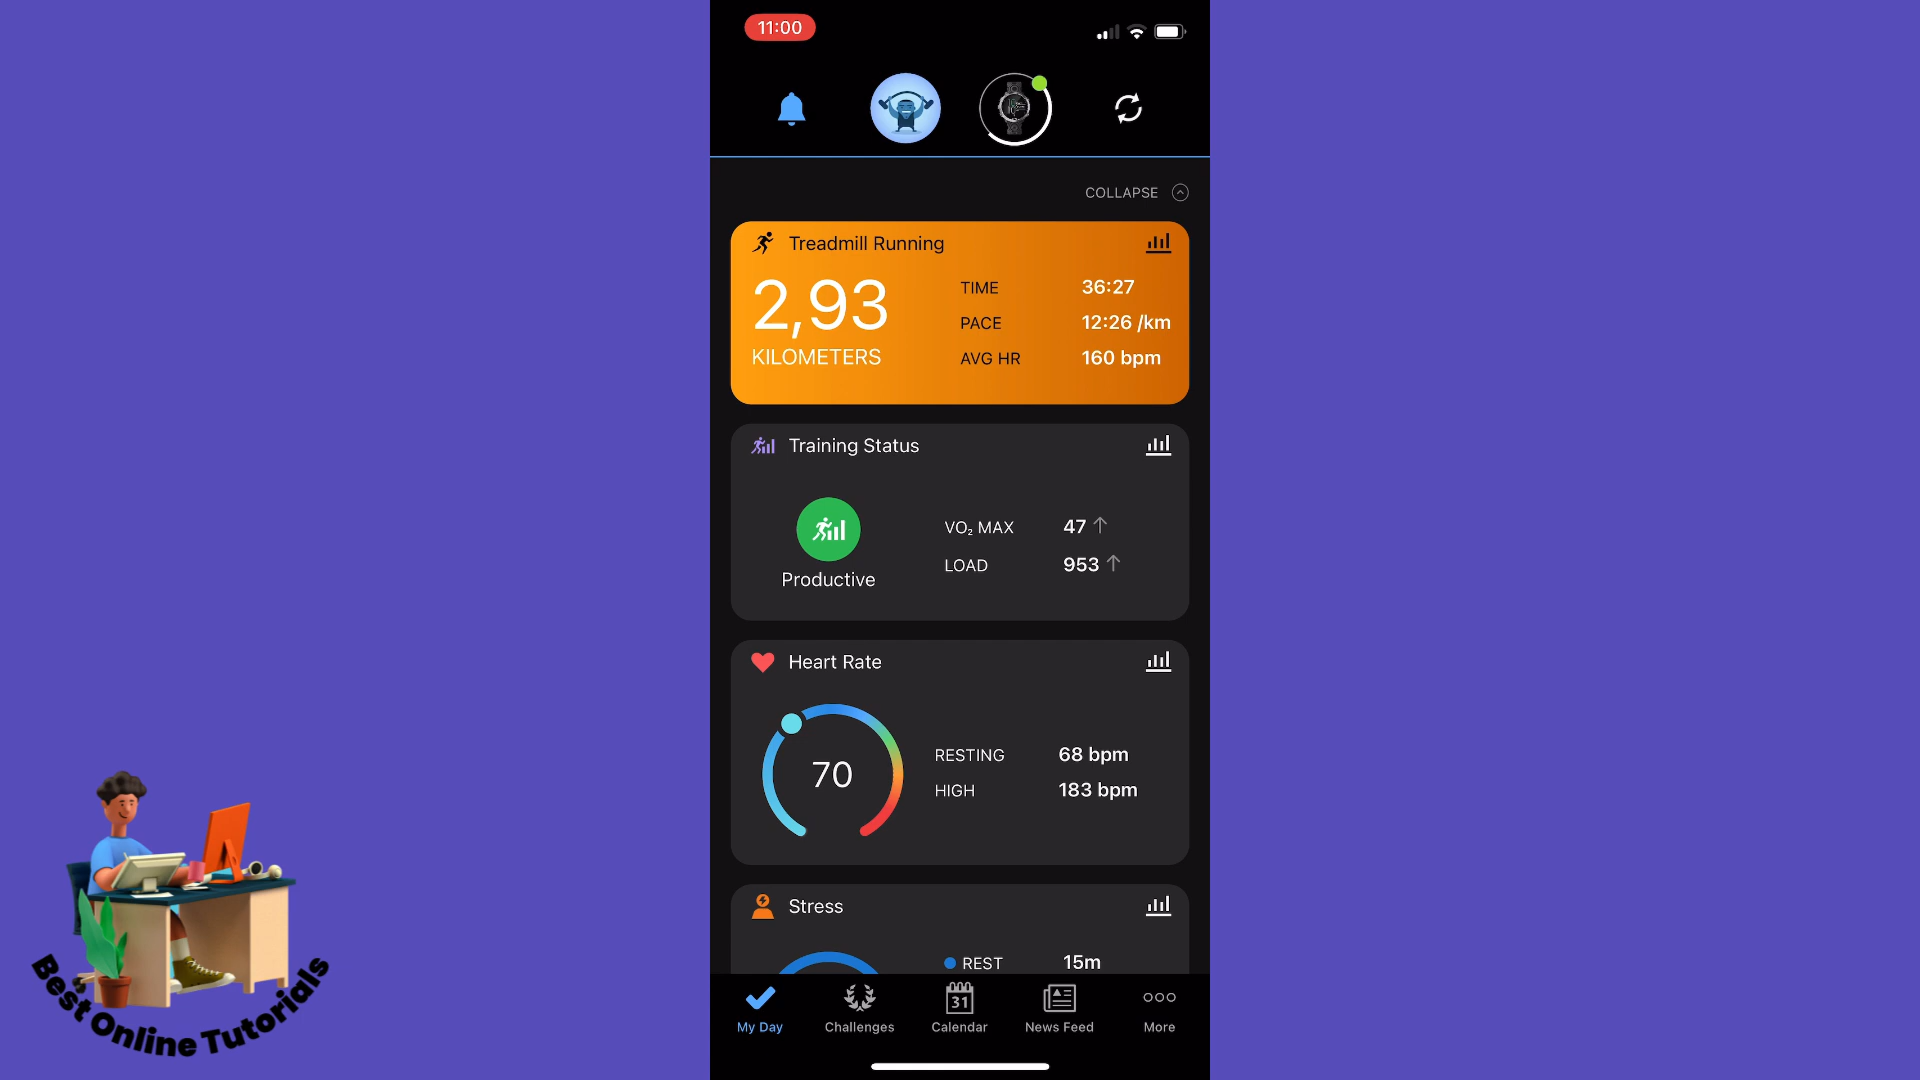 11:00
COLLAPSE
Treadmill Running
2,93
KILOMETERS
TIME 36:27
PACE 12:26 /km
AVG HR 160 bpm
Training Status
Productive
VO₂ MAX 47
LOAD 953
Heart Rate
70
RESTING 68 bpm
HIGH 183 bpm
Stress
REST 15m
31
My Day Challenges Calendar News Feed More
Best Online Tutorials